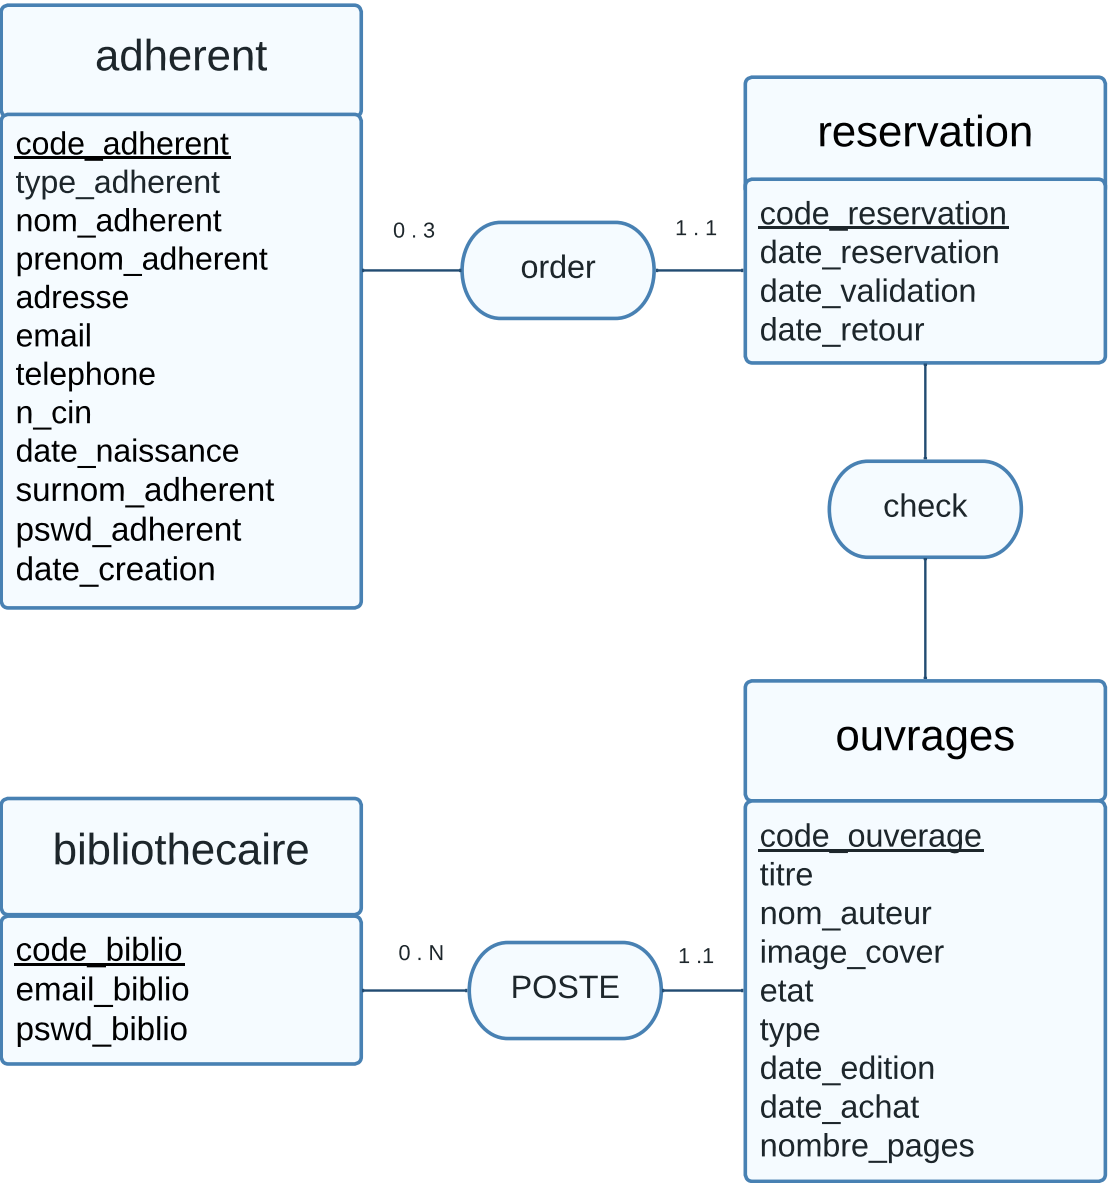 adherent
code_adherent
type_adherent
nom_adherent
prenom_adherent
adresse
email
telephone
n_cin
date_naissance
surnom_adherent
pswd_adherent
date_creation
0 . 3
order
1 . 1
reservation
code_reservation
date_reservation
date_validation
date_retour
check
ouvrages
code_ouverage
titre
nom_auteur
image_cover
etat
type
date_edition
date_achat
nombre_pages
bibliothecaire
code_biblio
email_biblio
pswd_biblio
0 . N
POSTE
1 .1